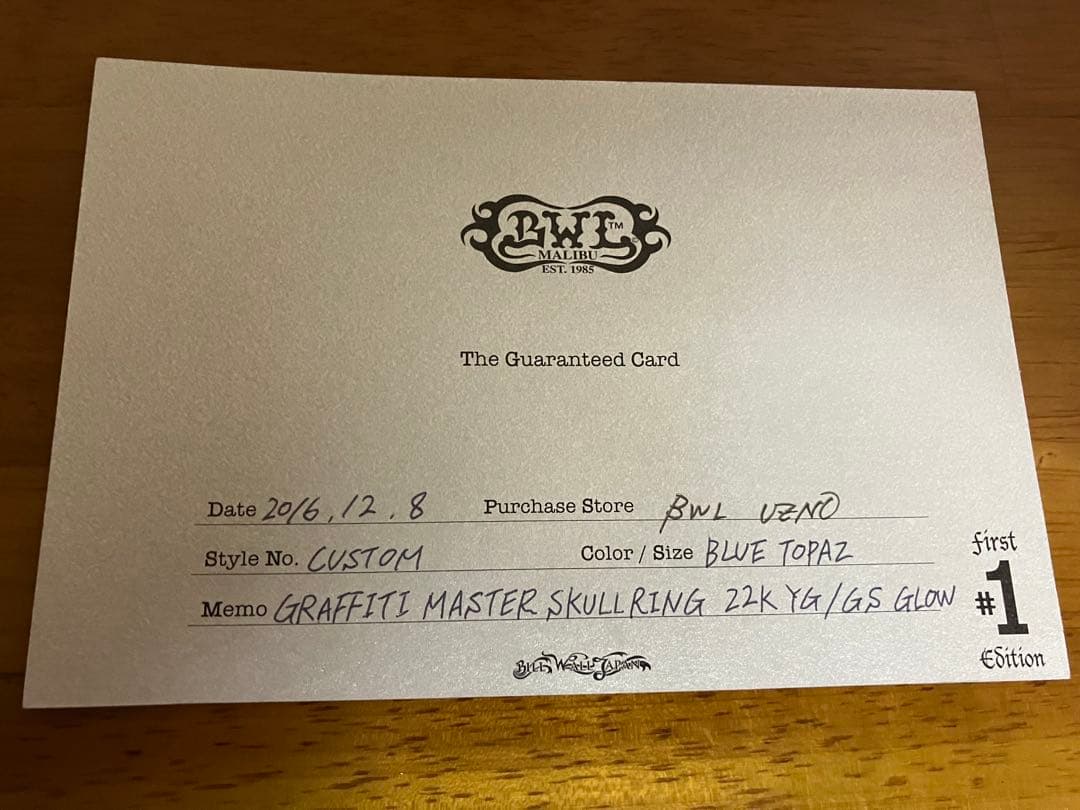 BWL™
MALIBU
EST. 1985
The Guaranteed Card
Date 2016.12.8 Purchase Store BWL UENO
Style No. CUSTOM Color / Size BLUE TOPAZ
Memo GRAFFITI MASTER SKULL RING 22K YG/GS GLOW
first
#1
Edition
BILL WALL JAPAN